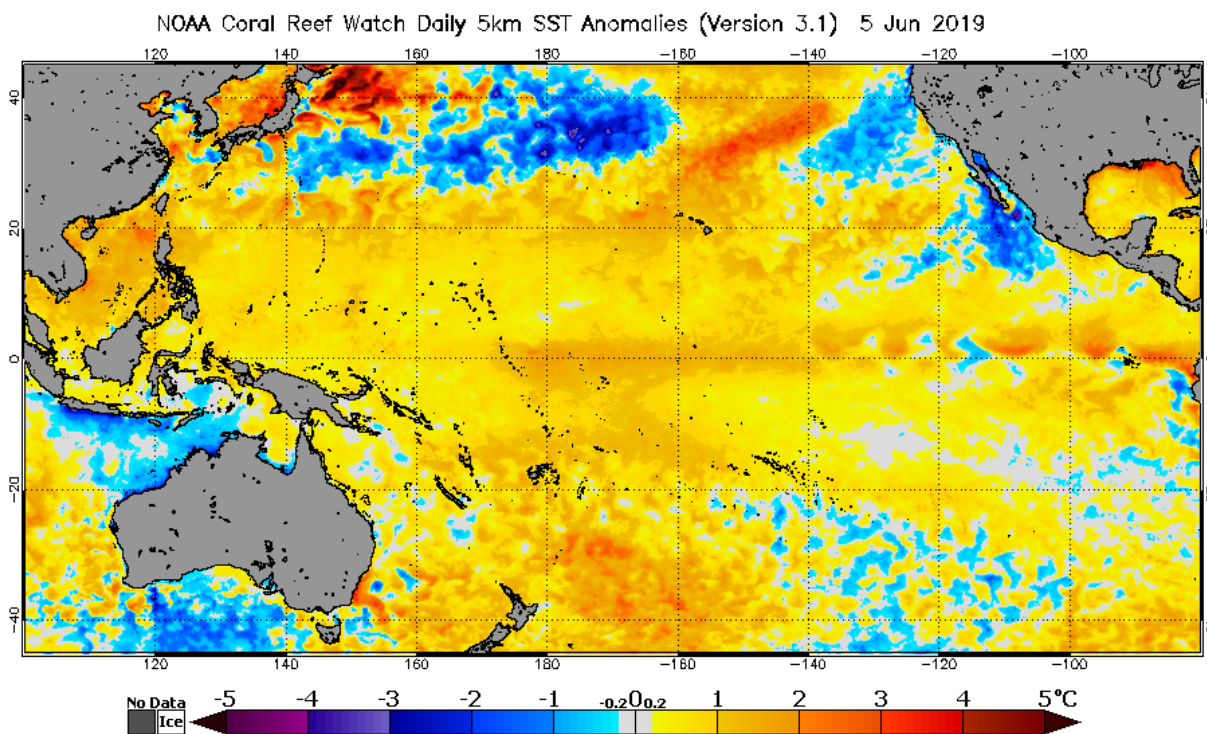 NOAA Coral Reef Watch Daily 5km SST Anomalies (Version 3.1) 5 Jun 2019
120 140 160 180 -160 -140 -120 -100
40
20
0
-20
-40
120 140 160 180 -160 -140 -120 -100
No Data
Ice
-5 -4 -3 -2 -1 -0.2 0 0.2 1 2 3 4 5°C